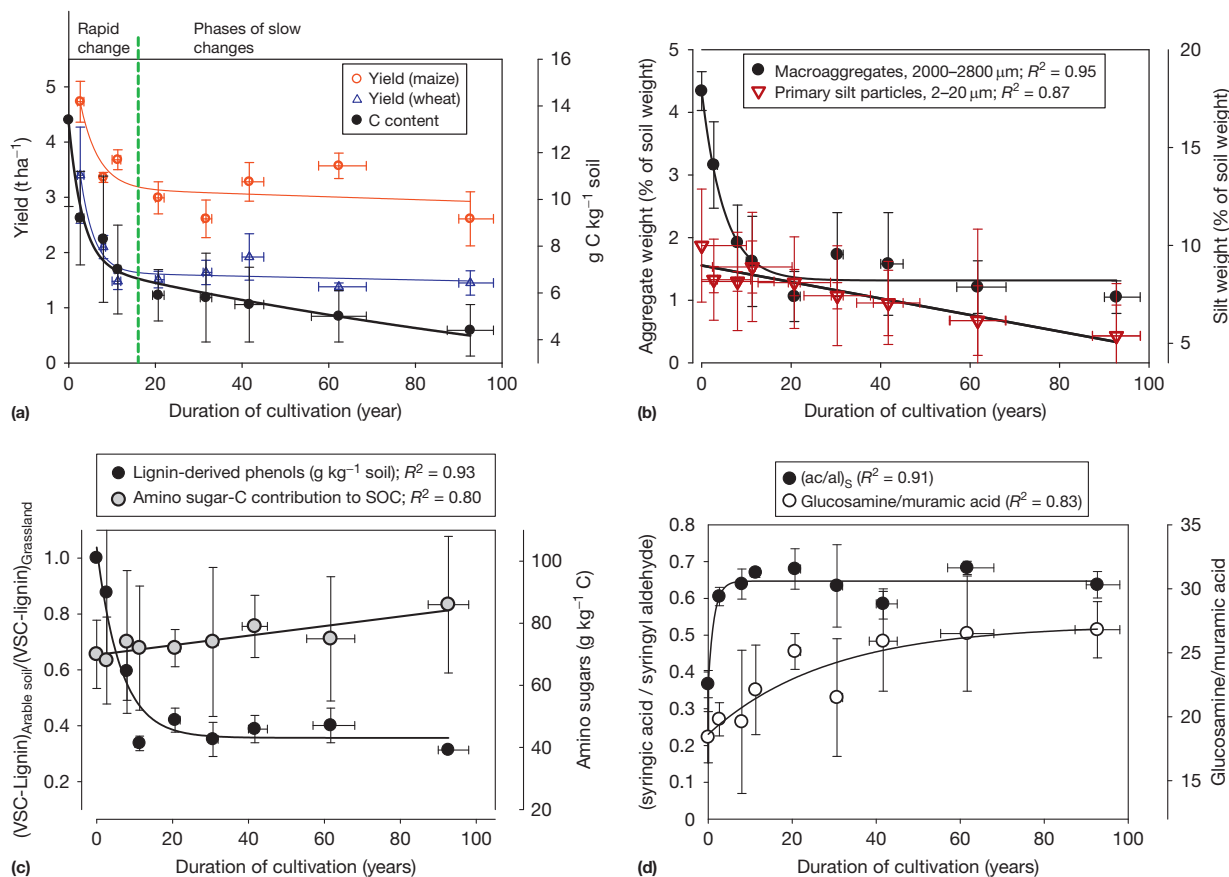 Rapid change
Phases of slow changes
Yield (maize)
Yield (wheat)
C content
Yield (t ha⁻¹)
5
4
3
2
1
0
g C kg⁻¹ soil
16
14
12
10
8
6
4
0 20 40 60 80 100
Duration of cultivation (year)
(a)
Macroaggregates, 2000–2800 μm; R² = 0.95
Primary silt particles, 2–20 μm; R² = 0.87
Aggregate weight (% of soil weight)
5
4
3
2
1
0
Silt weight (% of soil weight)
20
15
10
5
0 20 40 60 80 100
Duration of cultivation (years)
(b)
Lignin-derived phenols (g kg⁻¹ soil); R² = 0.93
Amino sugar-C contribution to SOC; R² = 0.80
(VSC-Lignin)Arable soil/(VSC-lignin)Grassland
1.0
0.8
0.6
0.4
0.2
Amino sugars (g kg⁻¹ C)
100
80
60
40
20
0 20 40 60 80 100
Duration of cultivation (years)
(c)
(ac/al)S (R² = 0.91)
Glucosamine/muramic acid (R² = 0.83)
(syringic acid / syringyl aldehyde)
0.8
0.7
0.6
0.5
0.4
0.3
0.2
0.1
0
Glucosamine/muramic acid
35
30
25
20
15
0 20 40 60 80 100
Duration of cultivation (years)
(d)